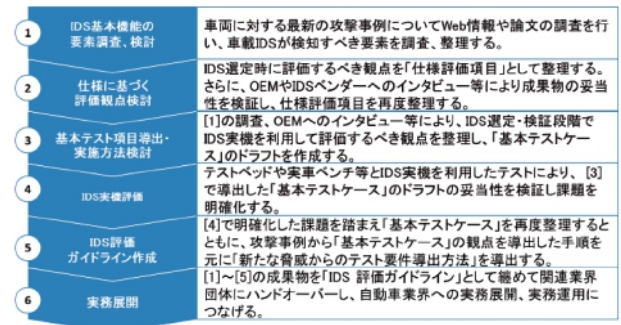 1
IDS基本機能の
要素調査、検討
車両に対する最新の攻撃事例についてWeb情報や論文の調査を行
い、車載IDSが検知すべき要素を調査、整理する。
2
仕様に基づく
評価観点検討
IDS選定時に評価するべき観点を「仕様評価項目」として整理する。
さらに、OEMやIDSベンダーへのインタビュー等により成果物の妥当
性を検証し、仕様評価項目を再度整理する。
3
基本テスト項目導出・
実施方法検討
[1]の調査、OEMへのインタビュー等により、IDS選定・検証段階で
IDS実機を利用して評価するべき観点を整理し、「基本テストケー
ス」のドラフトを作成する。
4
IDS実機評価
テストベッドや実車ベンチ等とIDS実機を利用したテストにより、[3]
で導出した「基本テストケース」のドラフトの妥当性を検証し課題を
明確化する。
5
IDS評価
ガイドライン作成
[4]で明確化した課題を踏まえ「基本テストケース」を再度整理すると
ともに、攻撃事例から「基本テストケース」の観点を導出した手順を
元に「新たな脅威からのテスト要件導出方法」を導出する。
6
実務展開
[1]～[5]の成果物を「IDS 評価ガイドライン」として纏めて関連業界
団体にハンドオーバーし、自動車業界への実務展開、実務運用に
つなげる。